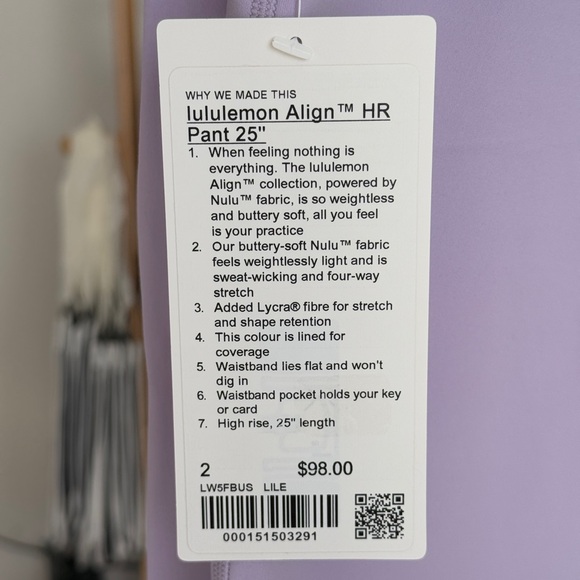 WHY WE MADE THIS
lululemon Align™ HR
Pant 25"
1. When feeling nothing is
everything. The lululemon
Align™ collection, powered by
Nulu™ fabric, is so weightless
and buttery soft, all you feel
is your practice
2. Our buttery-soft Nulu™ fabric
feels weightlessly light and is
sweat-wicking and four-way
stretch
3. Added Lycra® fibre for stretch
and shape retention
4. This colour is lined for
coverage
5. Waistband lies flat and won't
dig in
6. Waistband pocket holds your key
or card
7. High rise, 25" length
2 $98.00
LW5FBUS LILE
000151503291